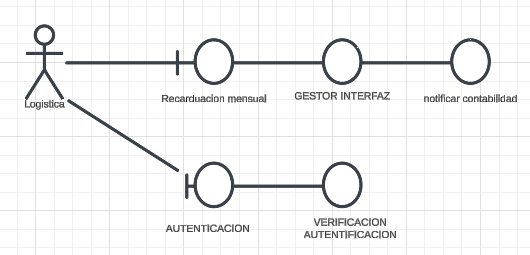 Logistica
Recarduacion mensual
GESTOR INTERFAZ
notificar contabilidad
AUTENTICACION
VERIFICACION
AUTENTIFICACION